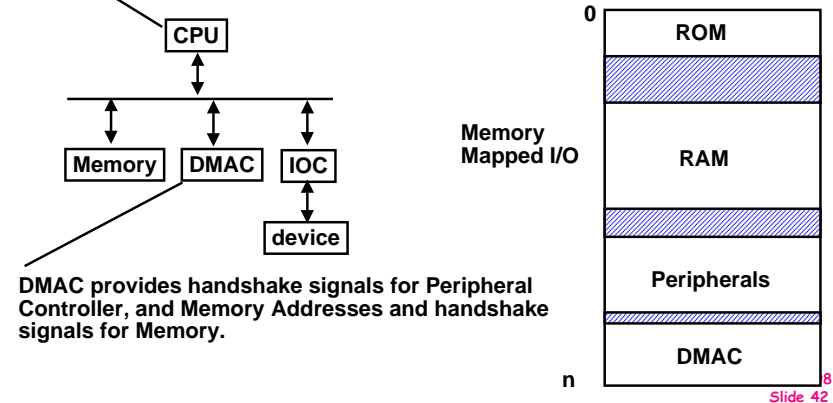 CPU
Memory
DMAC
IOC
device
DMAC provides handshake signals for Peripheral
Controller, and Memory Addresses and handshake
signals for Memory.
Memory
Mapped I/O
0
ROM
RAM
Peripherals
DMAC
n
8
Slide 42